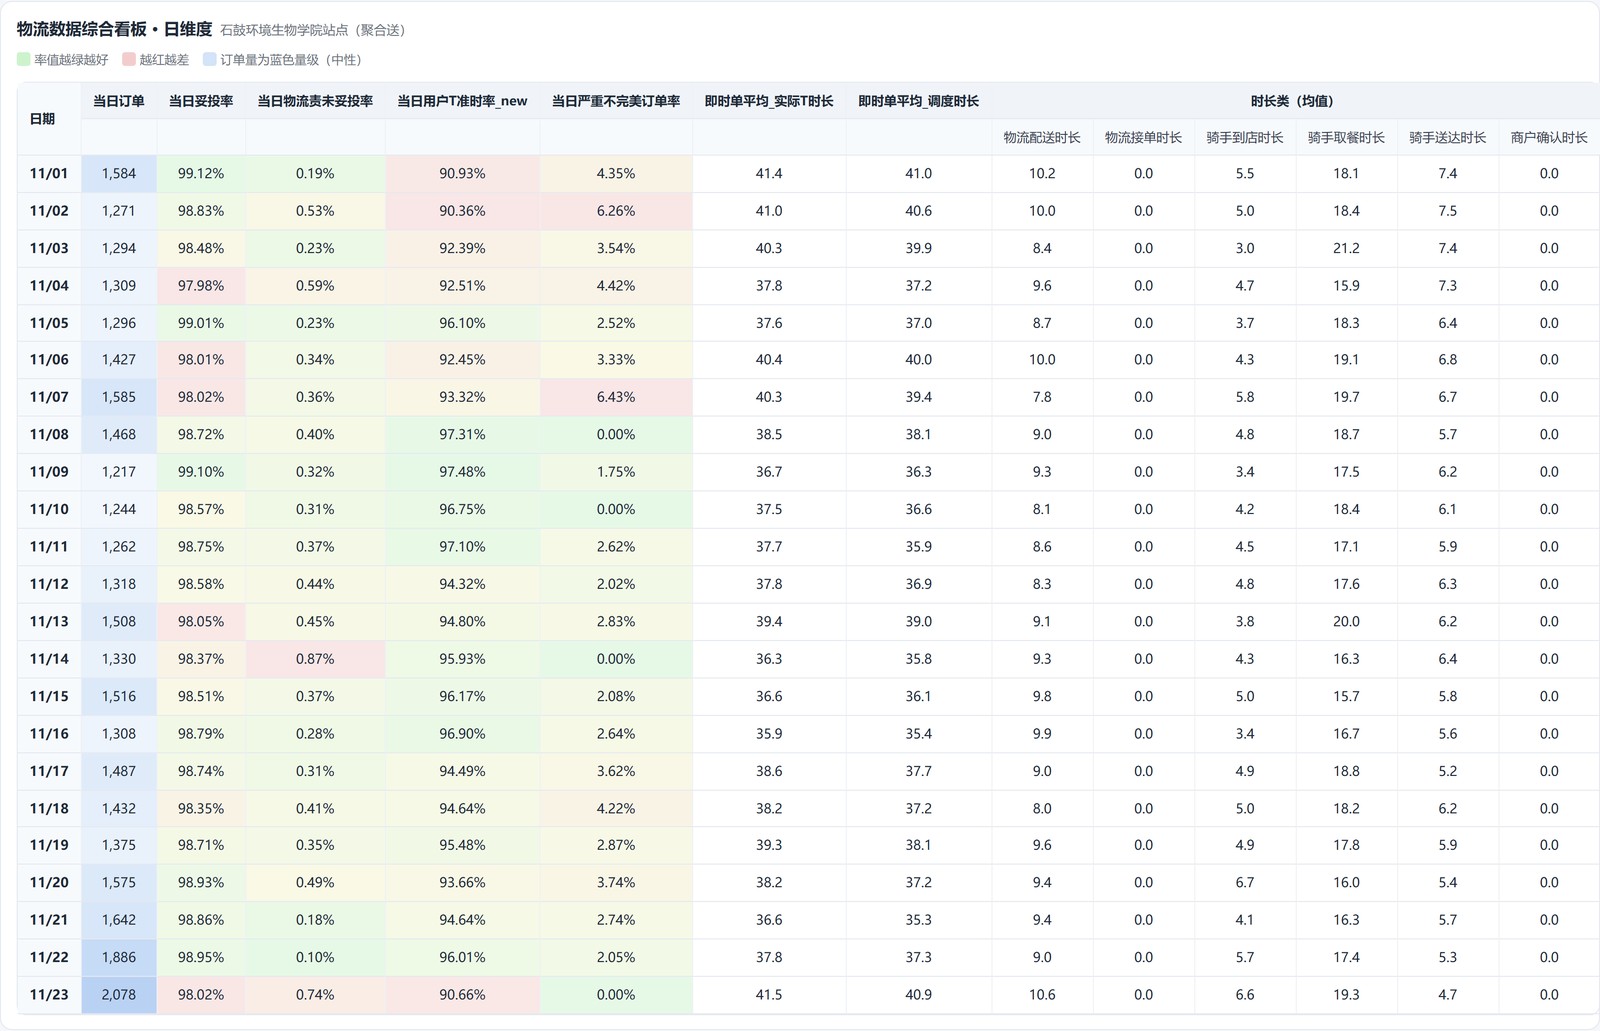 物流数据综合看板 • 日维度 石鼓环境生物学院站点（聚合送）
率值越绿越好 越红越差 订单量为蓝色量级（中性）
日期 当日订单 当日妥投率 当日物流责未妥投率 当日用户T准时率_new 当日严重不完美订单率 即时单平均_实际T时长 即时单平均_调度时长 时长类（均值）
物流配送时长 物流接单时长 骑手到店时长 骑手取餐时长 骑手送达时长 商户确认时长
11/01 1,584 99.12% 0.19% 90.93% 4.35% 41.4 41.0 10.2 0.0 5.5 18.1 7.4 0.0
11/02 1,271 98.83% 0.53% 90.36% 6.26% 41.0 40.6 10.0 0.0 5.0 18.4 7.5 0.0
11/03 1,294 98.48% 0.23% 92.39% 3.54% 40.3 39.9 8.4 0.0 3.0 21.2 7.4 0.0
11/04 1,309 97.98% 0.59% 92.51% 4.42% 37.8 37.2 9.6 0.0 4.7 15.9 7.3 0.0
11/05 1,296 99.01% 0.23% 96.10% 2.52% 37.6 37.0 8.7 0.0 3.7 18.3 6.4 0.0
11/06 1,427 98.01% 0.34% 92.45% 3.33% 40.4 40.0 10.0 0.0 4.3 19.1 6.8 0.0
11/07 1,585 98.02% 0.36% 93.32% 6.43% 40.3 39.4 7.8 0.0 5.8 19.7 6.7 0.0
11/08 1,468 98.72% 0.40% 97.31% 0.00% 38.5 38.1 9.0 0.0 4.8 18.7 5.7 0.0
11/09 1,217 99.10% 0.32% 97.48% 1.75% 36.7 36.3 9.3 0.0 3.4 17.5 6.2 0.0
11/10 1,244 98.57% 0.31% 96.75% 0.00% 37.5 36.6 8.1 0.0 4.2 18.4 6.1 0.0
11/11 1,262 98.75% 0.37% 97.10% 2.62% 37.7 35.9 8.6 0.0 4.5 17.1 5.9 0.0
11/12 1,318 98.58% 0.44% 94.32% 2.02% 37.8 36.9 8.3 0.0 4.8 17.6 6.3 0.0
11/13 1,508 98.05% 0.45% 94.80% 2.83% 39.4 39.0 9.1 0.0 3.8 20.0 6.2 0.0
11/14 1,330 98.37% 0.87% 95.93% 0.00% 36.3 35.8 9.3 0.0 4.3 16.3 6.4 0.0
11/15 1,516 98.51% 0.37% 96.17% 2.08% 36.6 36.1 9.8 0.0 5.0 15.7 5.8 0.0
11/16 1,308 98.79% 0.28% 96.90% 2.64% 35.9 35.4 9.9 0.0 3.4 16.7 5.6 0.0
11/17 1,487 98.74% 0.31% 94.49% 3.62% 38.6 37.7 9.0 0.0 4.9 18.8 5.2 0.0
11/18 1,432 98.35% 0.41% 94.64% 4.22% 38.2 37.2 8.0 0.0 5.0 18.2 6.2 0.0
11/19 1,375 98.71% 0.35% 95.48% 2.87% 39.3 38.1 9.6 0.0 4.9 17.8 5.9 0.0
11/20 1,575 98.93% 0.49% 93.66% 3.74% 38.2 37.2 9.4 0.0 6.7 16.0 5.4 0.0
11/21 1,642 98.86% 0.18% 94.64% 2.74% 36.6 35.3 9.4 0.0 4.1 16.3 5.7 0.0
11/22 1,886 98.95% 0.10% 96.01% 2.05% 37.8 37.3 9.0 0.0 5.7 17.4 5.3 0.0
11/23 2,078 98.02% 0.74% 90.66% 0.00% 41.5 40.9 10.6 0.0 6.6 19.3 4.7 0.0